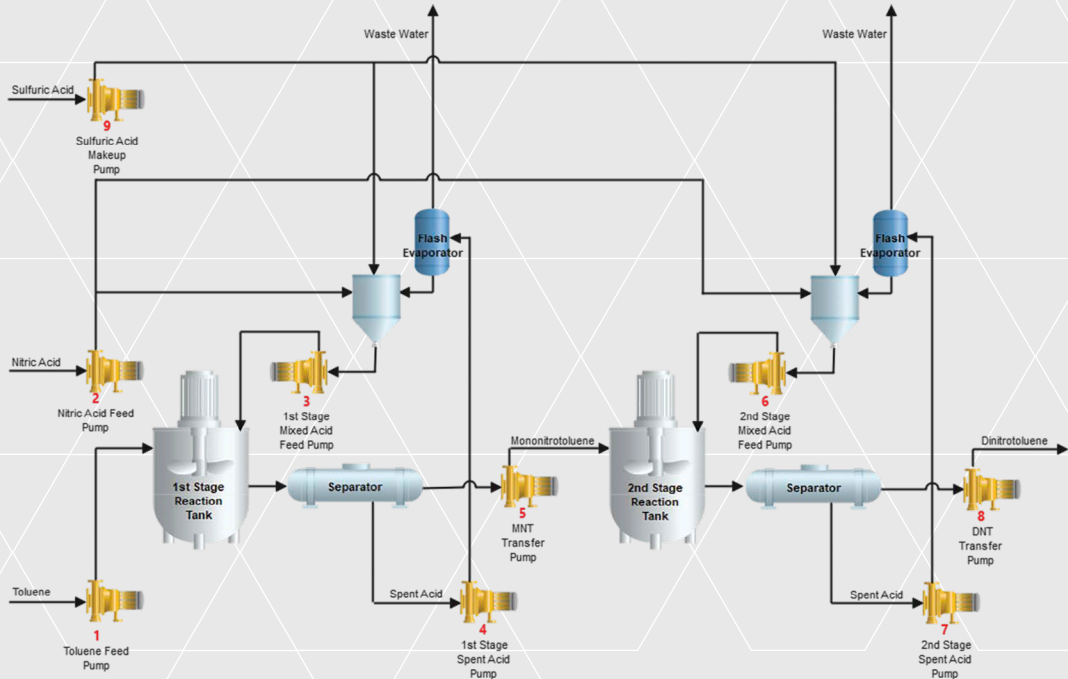 Waste Water
Waste Water
Sulfuric Acid
9
Sulfuric Acid
Makeup
Pump
Flash
Evaporator
Flash
Evaporator
Nitric Acid
2
Nitric Acid Feed
Pump
3
1st Stage
Mixed Acid
Feed Pump
6
2nd Stage
Mixed Acid
Feed Pump
Mononitrotoluene
Dinitrotoluene
1st Stage
Reaction
Tank
Separator
5
MNT
Transfer
Pump
2nd Stage
Reaction
Tank
Separator
8
DNT
Transfer
Pump
Toluene
1
Toluene Feed
Pump
Spent Acid
4
1st Stage
Spent Acid
Pump
Spent Acid
7
2nd Stage
Spent Acid
Pump